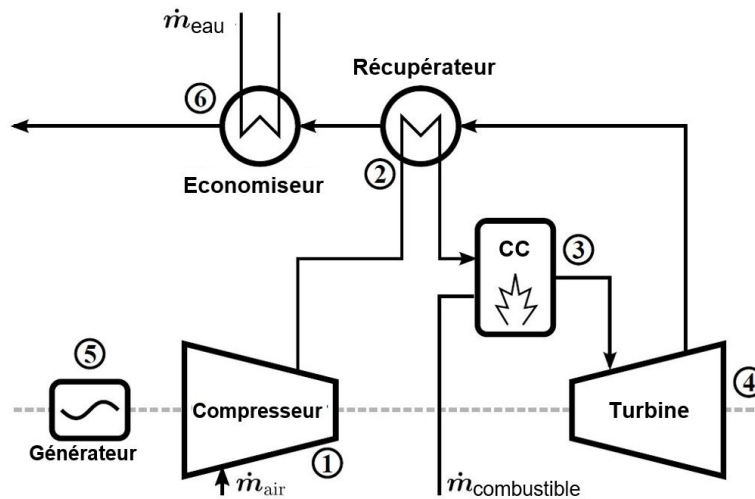 ṁeau
Récupérateur
⑥
Economiseur
②
CC
③
⑤
Compresseur
Turbine
④
Générateur
ṁair
①
ṁcombustible